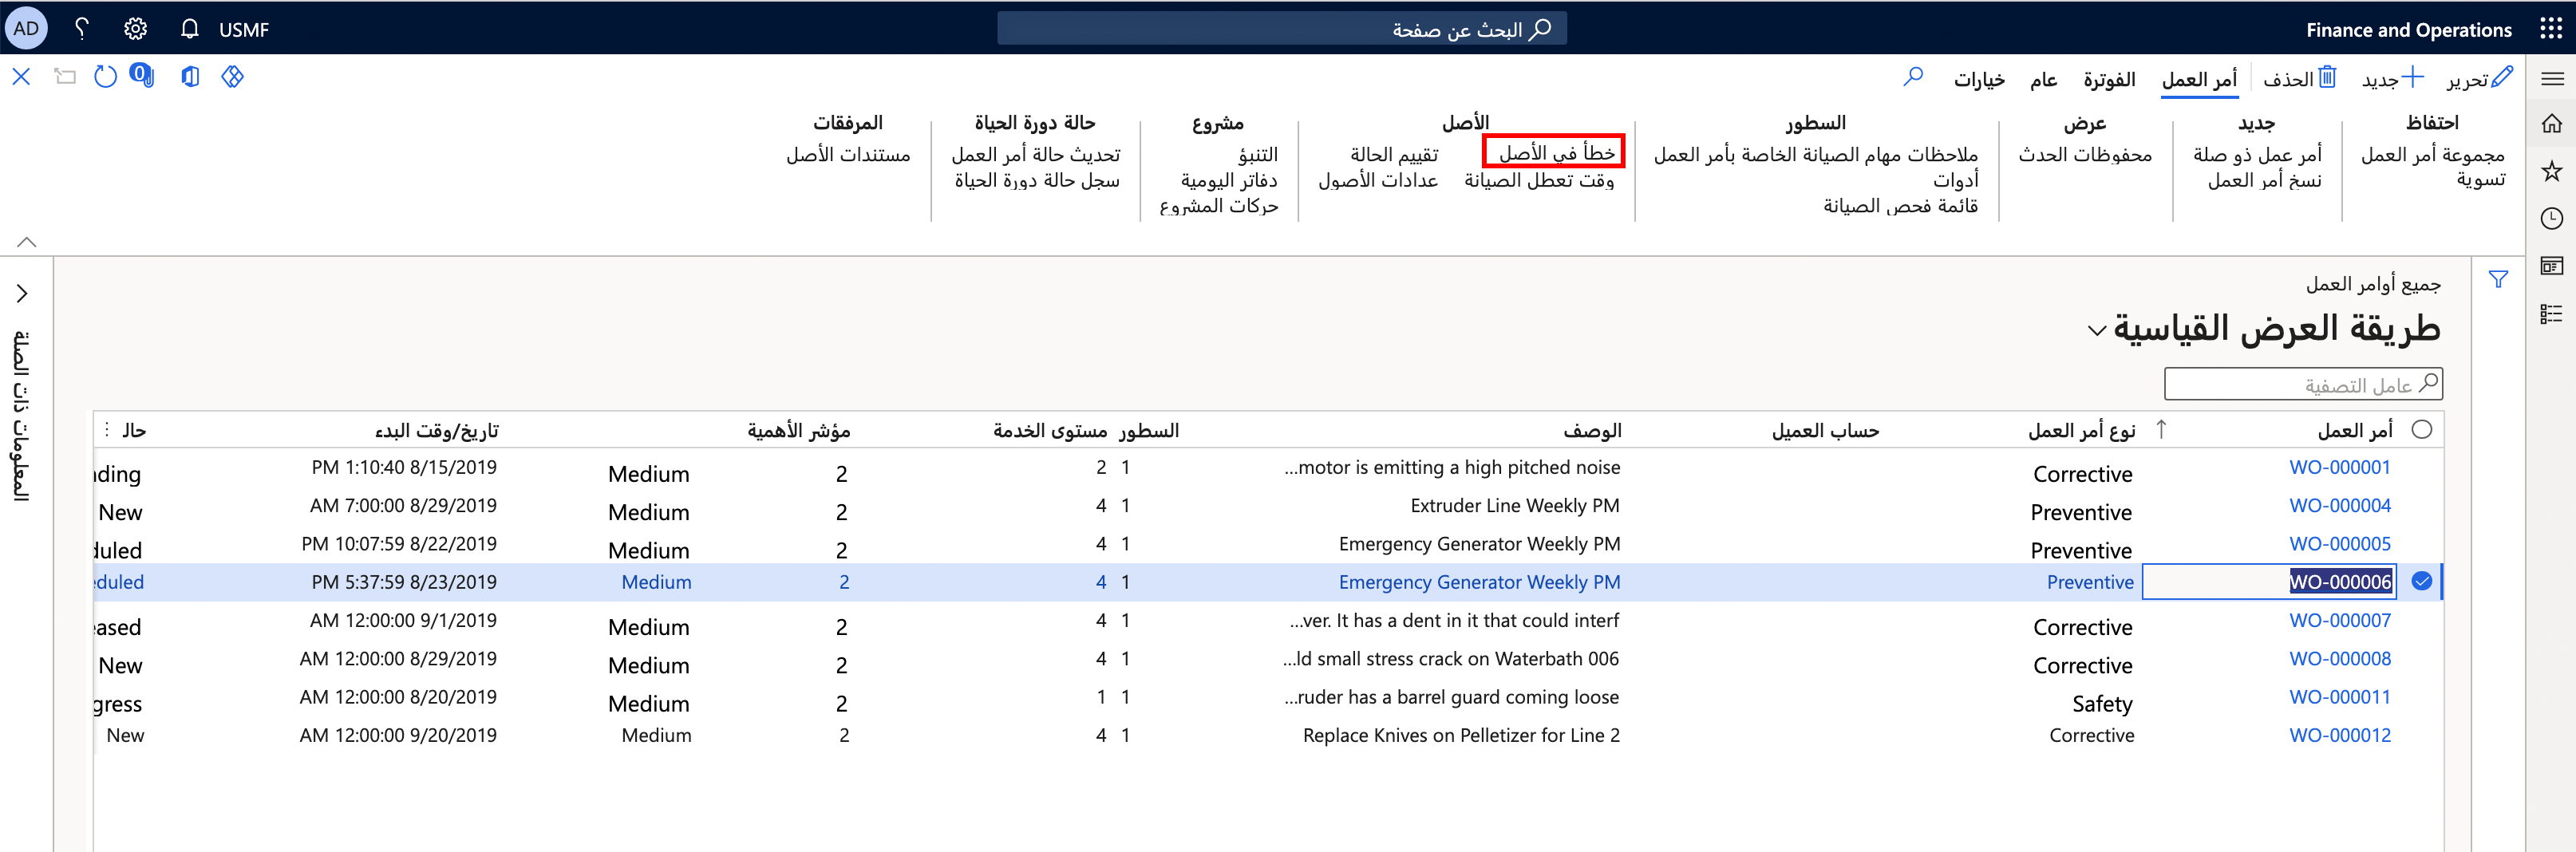 Finance and Operations
البحث عن صفحة
USMF
AD
تحرير
جديد
الحذف
أمر العمل
الفوترة
عام
خيارات
0
احتفاظ
مجموعة أمر العمل
تسوية
جديد
أمر عمل ذو صلة
نسخ أمر العمل
عرض
محفوظات الحدث
السطور
ملاحظات مهام الصيانة الخاصة بأمر العمل
أدوات
قائمة فحص الصيانة
الأصل
خطأ في الأصل
تقييم الحالة
وقت تعطل الصيانة
عدادات الأصول
مشروع
التنبؤ
دفاتر اليومية
حركات المشروع
حالة دورة الحياة
تحديث حالة أمر العمل
سجل حالة دورة الحياة
المرفقات
مستندات الأصل
جميع أوامر العمل
طريقة العرض القياسية
عامل التصفية
المعلومات ذات الصلة
أمر العمل نوع أمر العمل حساب العميل الوصف السطور مستوى الخدمة مؤشر الأهمية تاريخ/وقت البدء حال
WO-000001 Corrective motor is emitting a high pitched noise... 1 2 2 Medium 8/15/2019 1:10:40 PM nding
WO-000004 Preventive Extruder Line Weekly PM 1 4 2 Medium 8/29/2019 7:00:00 AM New
WO-000005 Preventive Emergency Generator Weekly PM 1 4 2 Medium 8/22/2019 10:07:59 PM duled
WO-000006 Preventive Emergency Generator Weekly PM 1 4 2 Medium 8/23/2019 5:37:59 PM eduled
WO-000007 Corrective ver. It has a dent in it that could interf... 1 4 2 Medium 9/1/2019 12:00:00 AM eased
WO-000008 Corrective ld small stress crack on Waterbath 006... 1 4 2 Medium 8/29/2019 12:00:00 AM New
WO-000011 Safety ruder has a barrel guard coming loose... 1 1 2 Medium 8/20/2019 12:00:00 AM gress
WO-000012 Corrective Replace Knives on Pelletizer for Line 2 1 4 2 Medium 9/20/2019 12:00:00 AM New